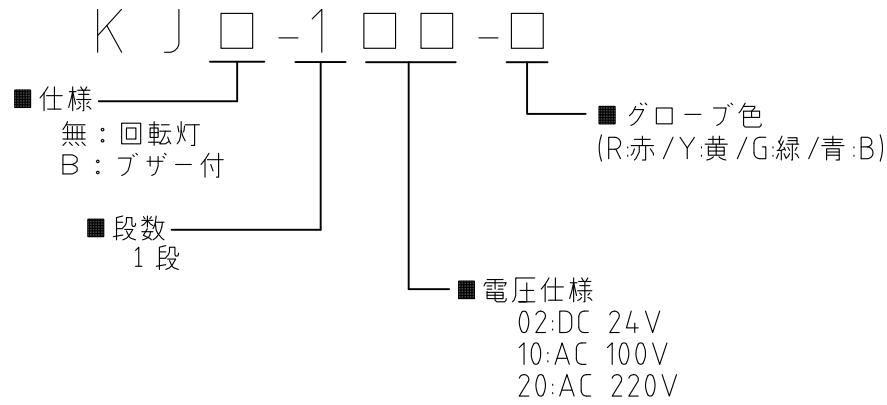 KJ□-1□□-□
■仕様
無：回転灯
B：ブザー付
■グローブ色
(R:赤/Y:黄/G:緑/青:B)
■段数
1段
■電圧仕様
02:DC 24V
10:AC 100V
20:AC 220V